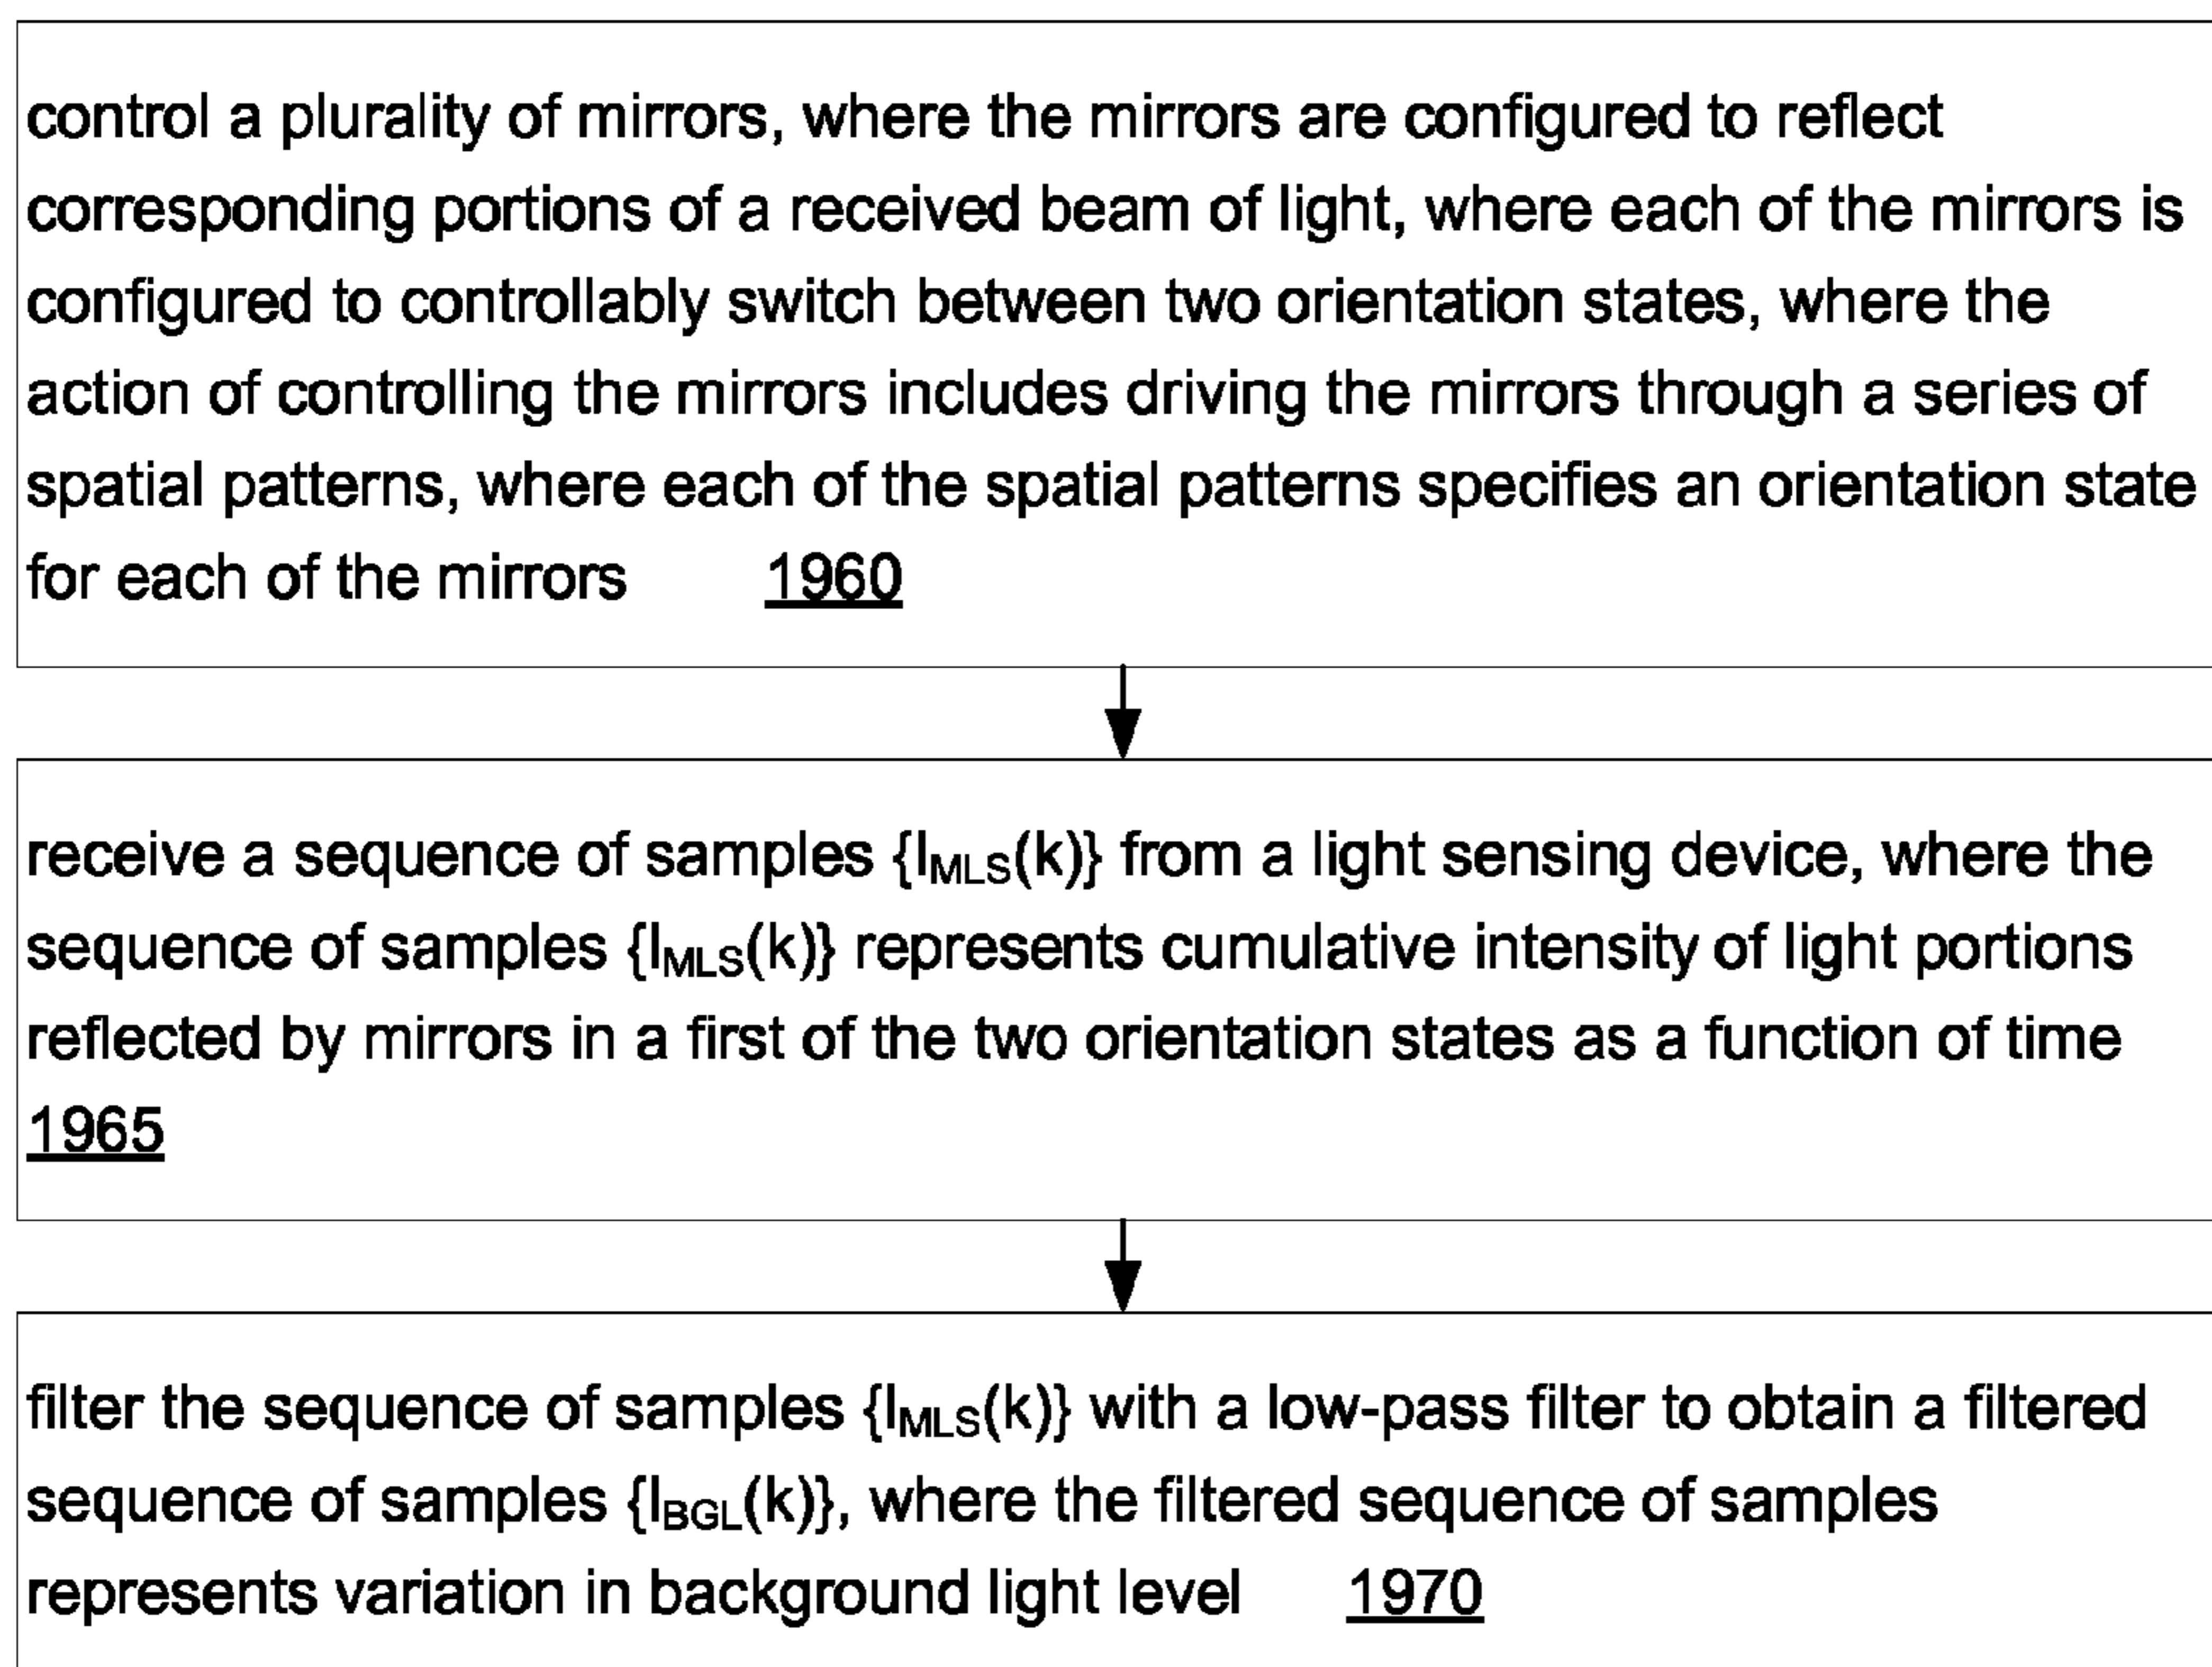 control a plurality of mirrors, where the mirrors are configured to reflect
corresponding portions of a received beam of light, where each of the mirrors is
configured to controllably switch between two orientation states, where the
action of controlling the mirrors includes driving the mirrors through a series of
spatial patterns, where each of the spatial patterns specifies an orientation state
for each of the mirrors 1960
receive a sequence of samples {I_MLS(k)} from a light sensing device, where the
sequence of samples {I_MLS(k)} represents cumulative intensity of light portions
reflected by mirrors in a first of the two orientation states as a function of time
1965
filter the sequence of samples {I_MLS(k)} with a low-pass filter to obtain a filtered
sequence of samples {I_BGL(k)}, where the filtered sequence of samples
represents variation in background light level 1970